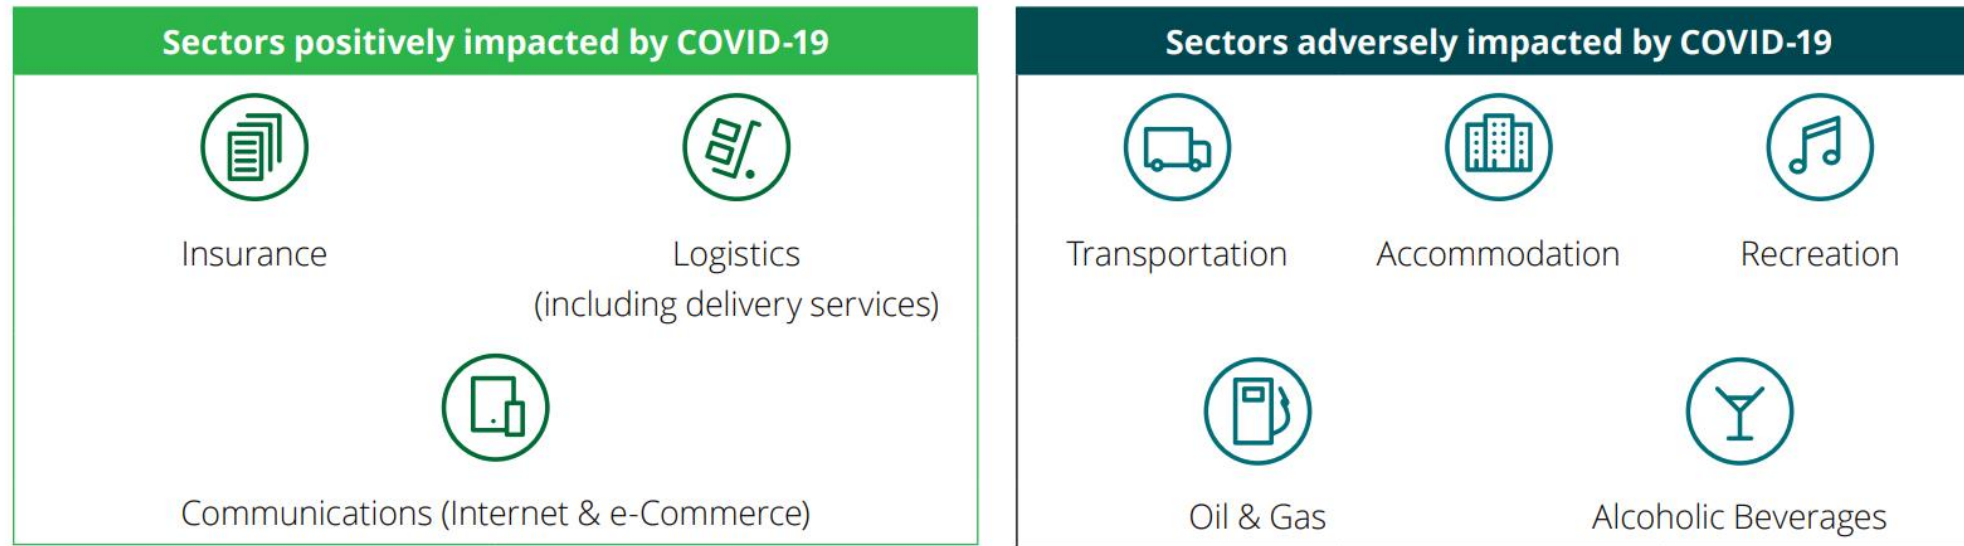 Sectors positively impacted by COVID-19
Insurance
Logistics
(including delivery services)
Communications (Internet & e-Commerce)
Sectors adversely impacted by COVID-19
Transportation
Accommodation
Recreation
Oil & Gas
Alcoholic Beverages